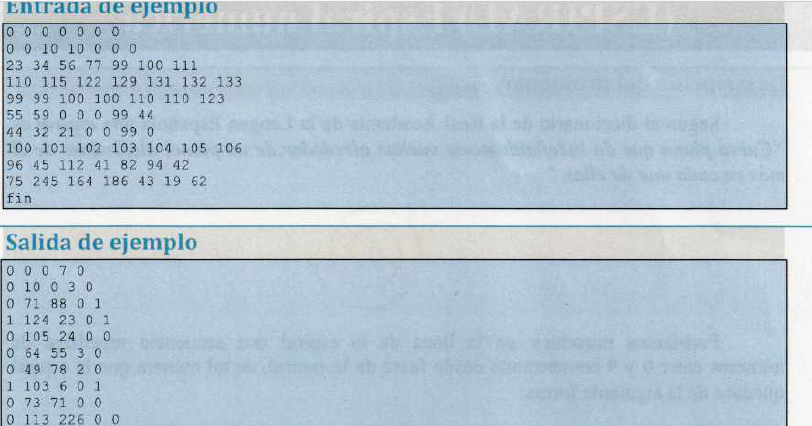 Entrada de ejemplo
0 0 0 0 0 0 0
0 0 10 10 0 0 0
23 34 56 77 99 100 111
110 115 122 129 131 132 133
99 99 100 100 110 110 123
55 59 0 0 0 99 44
44 32 21 0 0 99 0
100 101 102 103 104 105 106
96 45 112 41 82 94 42
75 245 164 186 43 19 62
fin
Salida de ejemplo
0 0 0 7 0
0 10 0 3 0
0 71 88 0 1
1 124 23 0 1
0 105 24 0 0
0 64 55 3 0
0 49 78 2 0
1 103 6 0 1
0 73 71 0 0
0 113 226 0 0